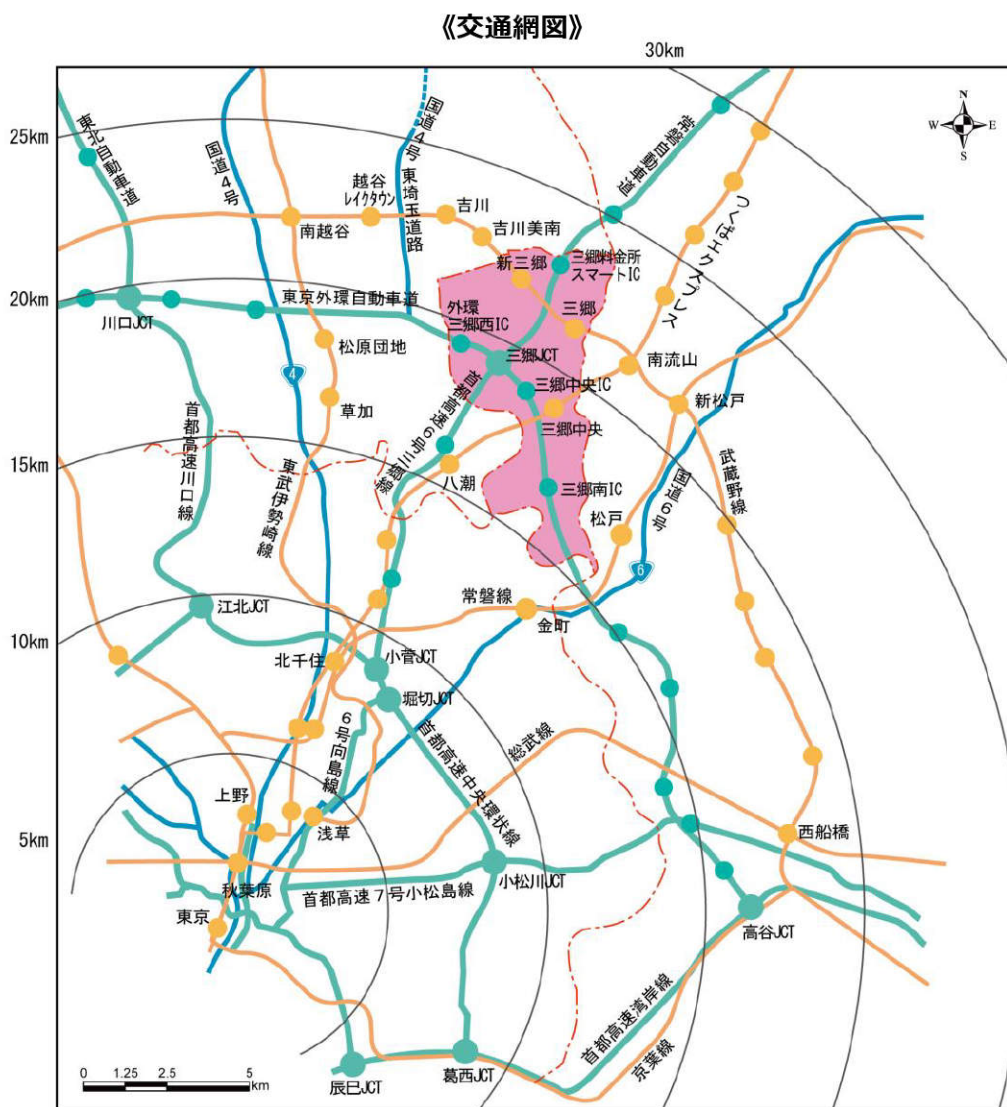 《交通網図》
30km
25km
20km
15km
10km
5km
N
W
E
S
東北自動車道
国道4号
国道4号 東埼玉道路
常磐自動車道
越谷
レイクタウン
吉川
南越谷
吉川美南
つくばエクスプレス
新三郷
三郷料金所
スマートIC
東京外環自動車道
外環
三郷西IC
三郷
川口JCT
松原団地
三郷JCT
南流山
4
草加
首都高速6号三郷線
三郷中央IC
新松戸
首都高速川口線
三郷中央
東武伊勢崎線
八潮
三郷南IC
国道6号
武蔵野線
松戸
6
常磐線
江北JCT
金町
北千住
小菅JCT
堀切JCT
6号向島線
首都高速中央環状線
総武線
上野
浅草
西船橋
秋葉原
首都高速7号小松島線
小松川JCT
東京
高谷JCT
首都高速湾岸線
京葉線
辰巳JCT
葛西JCT
0 1.25 2.5 5
km